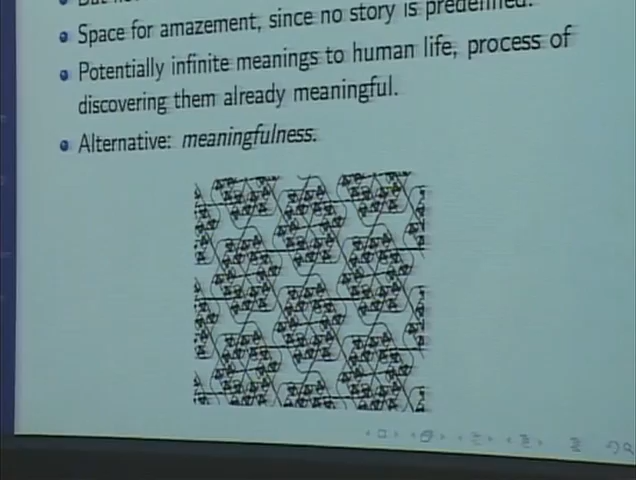 Space for amazement, since no story is predefined.
Potentially infinite meanings to human life, process of
discovering them already meaningful.
Alternative: meaningfulness.